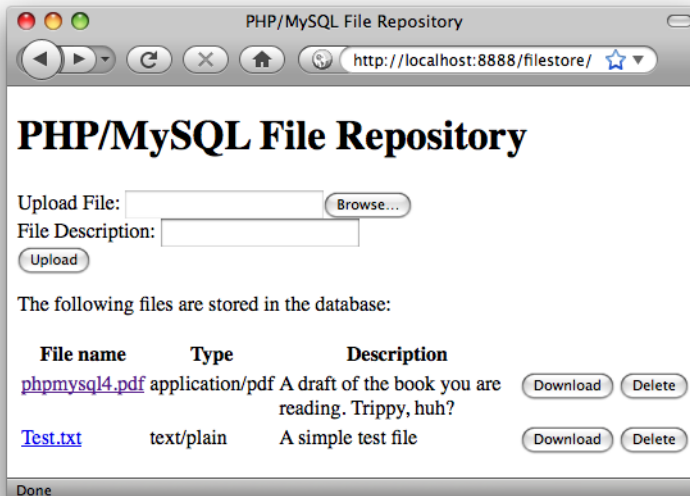 PHP/MySQL File Repository
http://localhost:8888/filestore/
PHP/MySQL File Repository
Upload File: Browse...
File Description:
Upload
The following files are stored in the database:
File name Type Description
phpmysql4.pdf application/pdf A draft of the book you are Download Delete
reading. Trippy, huh?
Test.txt text/plain A simple test file Download Delete
Done